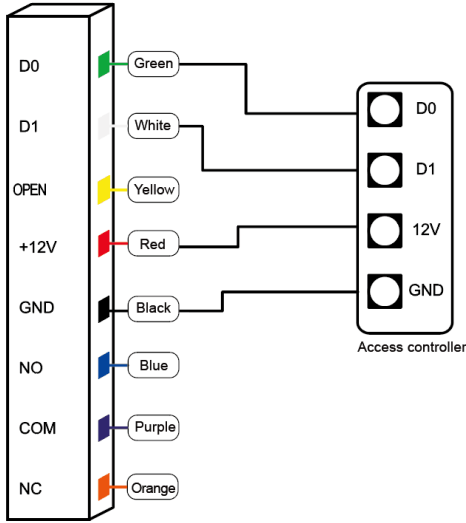 D0 Green
D0
D1 White
D1
OPEN Yellow
+12V Red
12V
GND Black
GND
Access controller
NO Blue
COM Purple
NC Orange